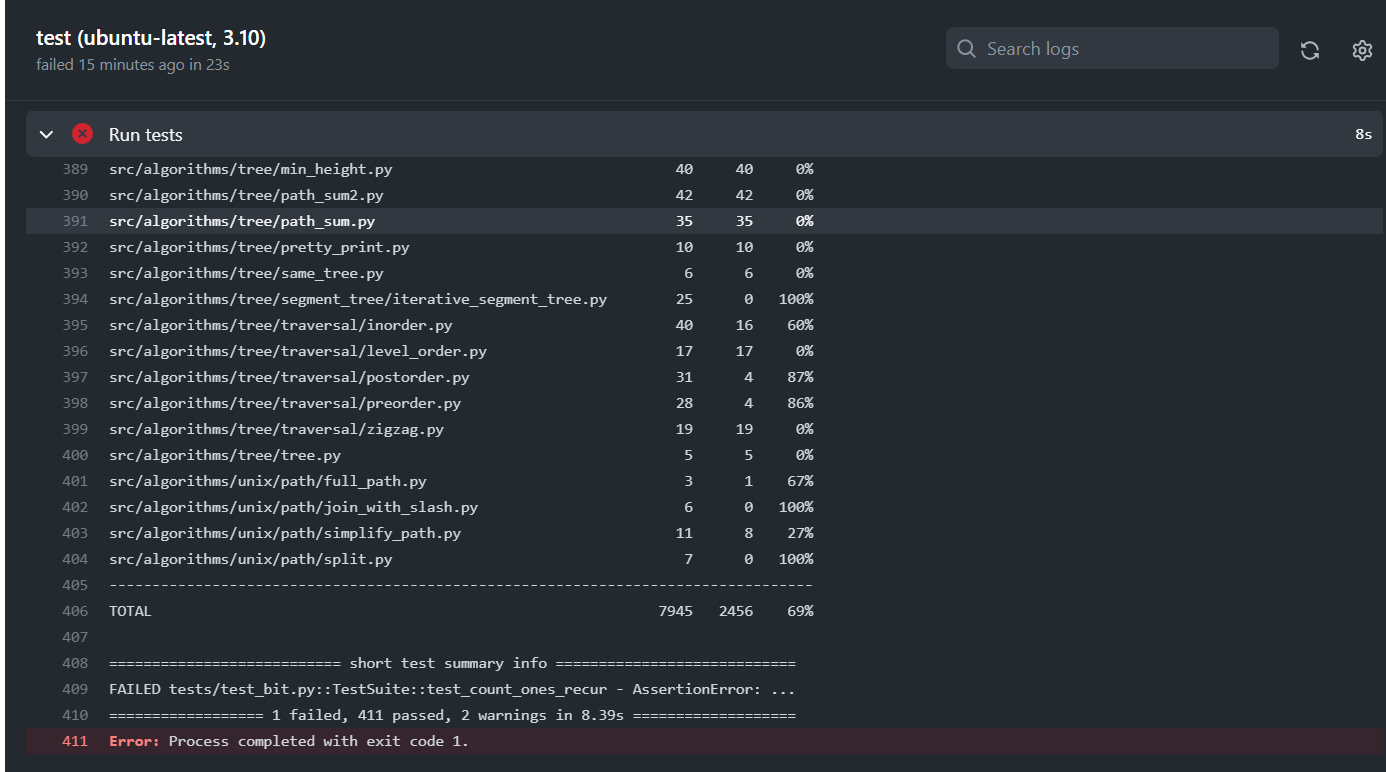 test (ubuntu-latest, 3.10)
failed 15 minutes ago in 23s
Search logs
Run tests 8s
389 src/algorithms/tree/min_height.py 40 40 0%
390 src/algorithms/tree/path_sum2.py 42 42 0%
391 src/algorithms/tree/path_sum.py 35 35 0%
392 src/algorithms/tree/pretty_print.py 10 10 0%
393 src/algorithms/tree/same_tree.py 6 6 0%
394 src/algorithms/tree/segment_tree/iterative_segment_tree.py 25 0 100%
395 src/algorithms/tree/traversal/inorder.py 40 16 60%
396 src/algorithms/tree/traversal/level_order.py 17 17 0%
397 src/algorithms/tree/traversal/postorder.py 31 4 87%
398 src/algorithms/tree/traversal/preorder.py 28 4 86%
399 src/algorithms/tree/traversal/zigzag.py 19 19 0%
400 src/algorithms/tree/tree.py 5 5 0%
401 src/algorithms/unix/path/full_path.py 3 1 67%
402 src/algorithms/unix/path/join_with_slash.py 6 0 100%
403 src/algorithms/unix/path/simplify_path.py 11 8 27%
404 src/algorithms/unix/path/split.py 7 0 100%
405 ----------------------------------------------------------------------------------
406 TOTAL 7945 2456 69%
407
408 =========================== short test summary info ============================
409 FAILED tests/test_bit.py::TestSuite::test_count_ones_recur - AssertionError: ...
410 ================== 1 failed, 411 passed, 2 warnings in 8.39s ===================
411 Error: Process completed with exit code 1.